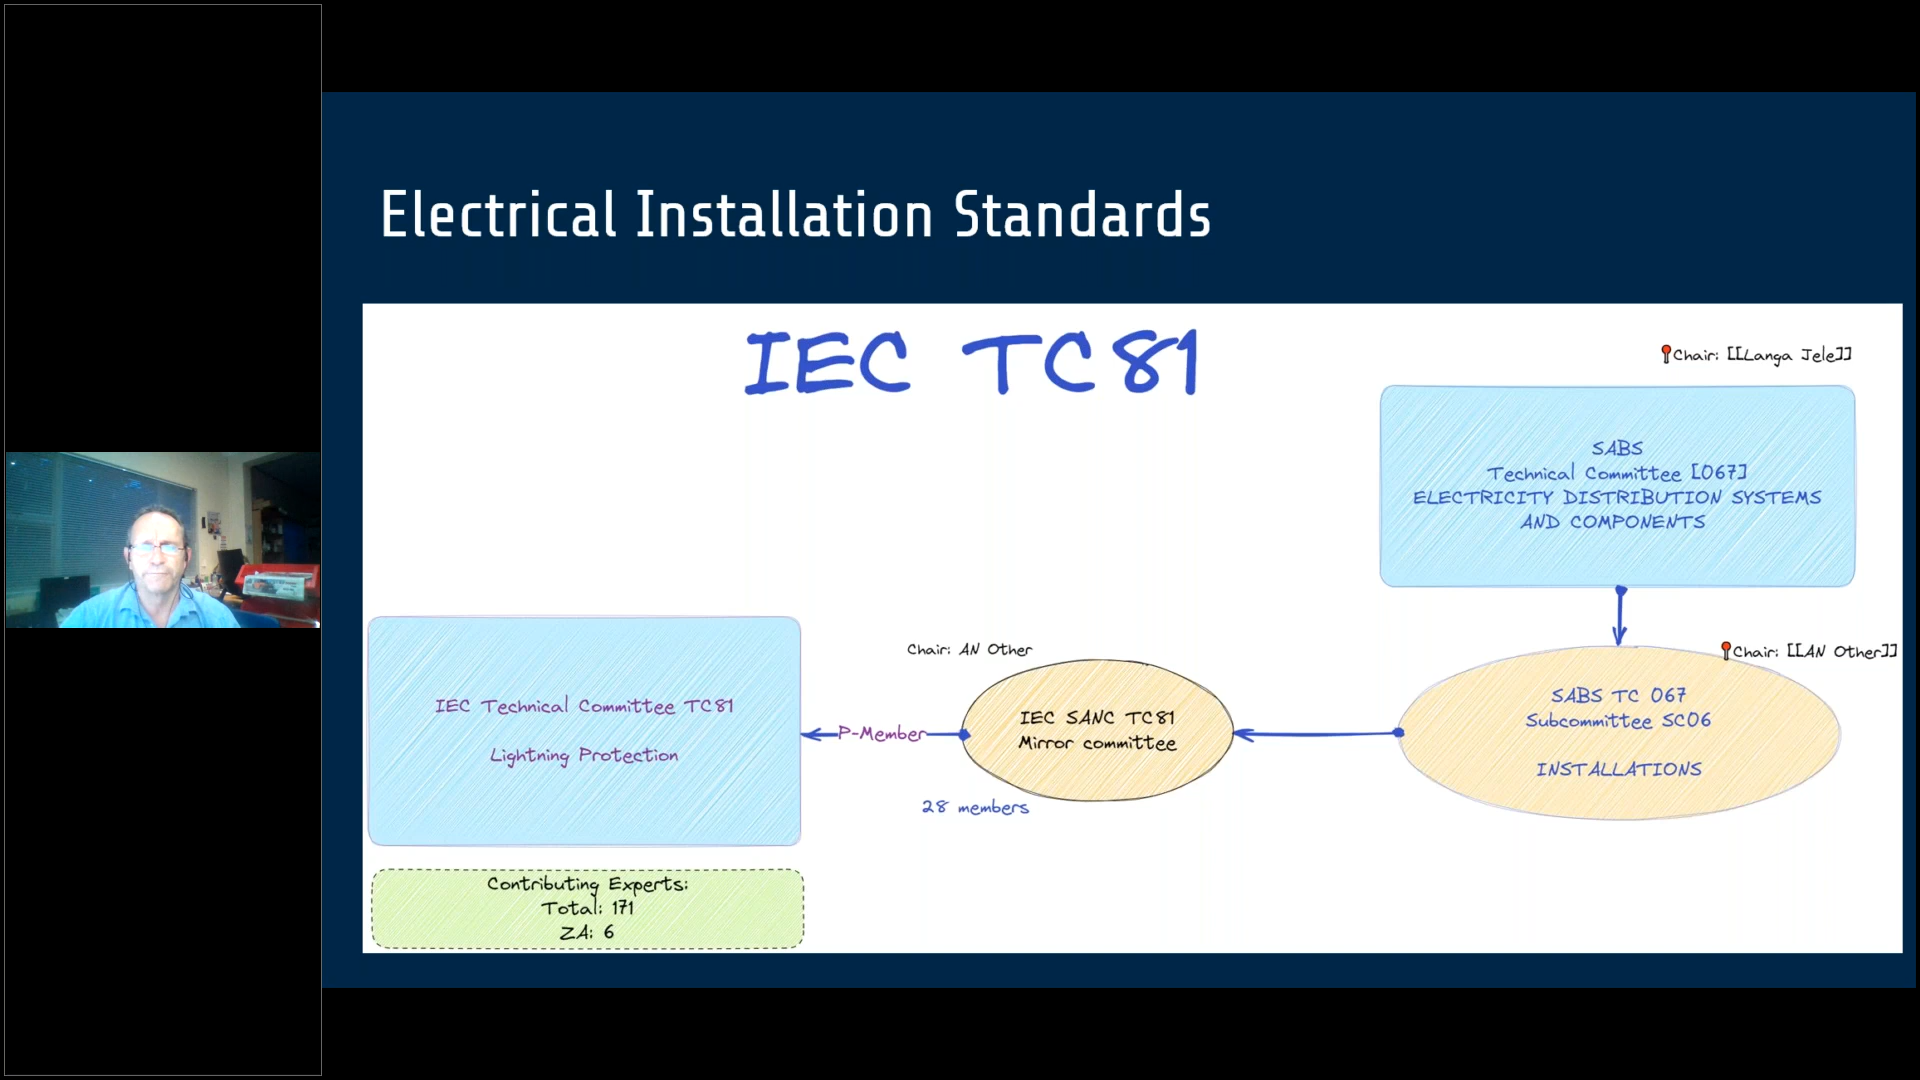 Electrical Installation Standards
IEC TC81
Chair: [[Langa Jele]]
SABS
Technical Committee [067]
ELECTRICITY DISTRIBUTION SYSTEMS
AND COMPONENTS
Chair: [[AN Other]]
SABS TC 067
Subcommittee SC06
INSTALLATIONS
Chair: AN Other
IEC SANC TC81
Mirror committee
28 members
P-Member
IEC Technical Committee TC81
Lightning Protection
Contributing Experts:
Total: 171
ZA: 6